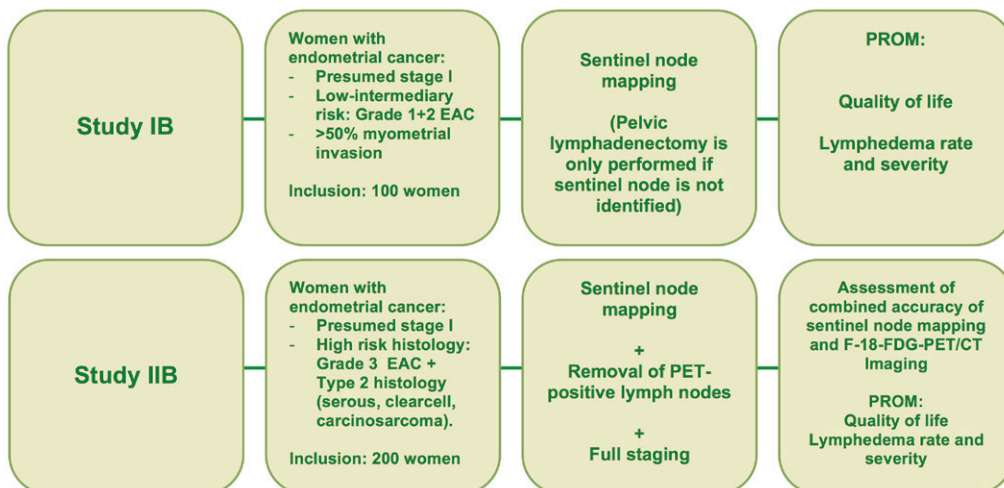 Study IB
Women with
endometrial cancer:
- Presumed stage I
- Low-intermediary
risk: Grade 1+2 EAC
- >50% myometrial
invasion
Inclusion: 100 women
Sentinel node
mapping
(Pelvic
lymphadenectomy is
only performed if
sentinel node is not
identified)
PROM:
Quality of life
Lymphedema rate
and severity
Study IIB
Women with
endometrial cancer:
- Presumed stage I
- High risk histology:
Grade 3 EAC +
Type 2 histology
(serous, clearcell,
carcinosarcoma).
Inclusion: 200 women
Sentinel node
mapping
+
Removal of PET-
positive lymph nodes
+
Full staging
Assessment of
combined accuracy of
sentinel node mapping
and F-18-FDG-PET/CT
Imaging
PROM:
Quality of life
Lymphedema rate and
severity